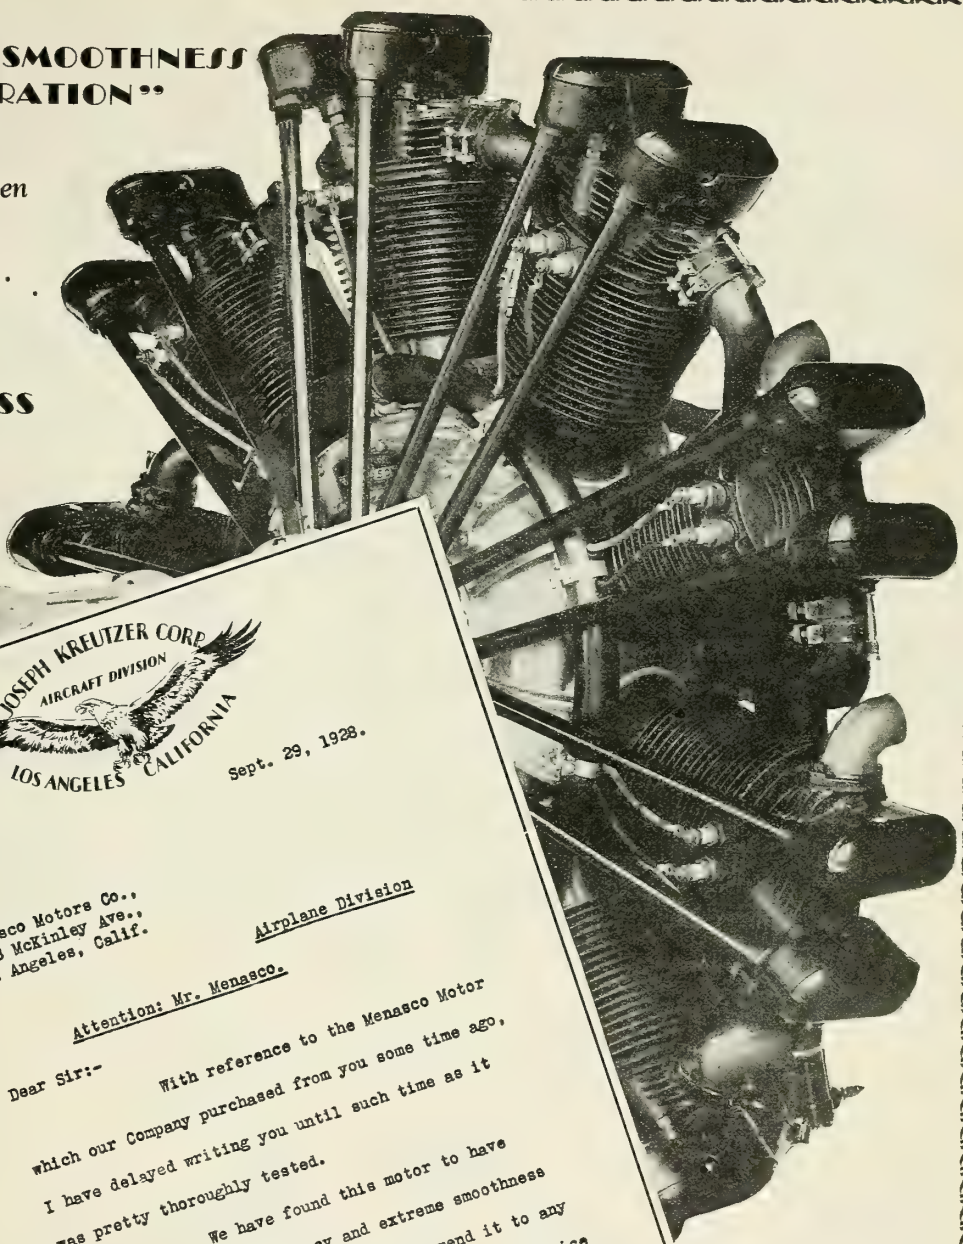 SMOOTHNESS
RATION”
en
. .
SS
JOSEPH KREUTZER CORP.
AIRCRAFT DIVISION
LOS ANGELES CALIFORNIA
Sept. 29, 1928.
sco Motors Co.,
McKinley Ave.,
Angeles, Calif.
Airplane Division
Attention: Mr. Menasco.
Dear Sir:-
With reference to the Menasco Motor
which our Company purchased from you some time ago,
I have delayed writing you until such time as it
was pretty thoroughly tested.
We have found this motor to have
and extreme smoothness
end it to any